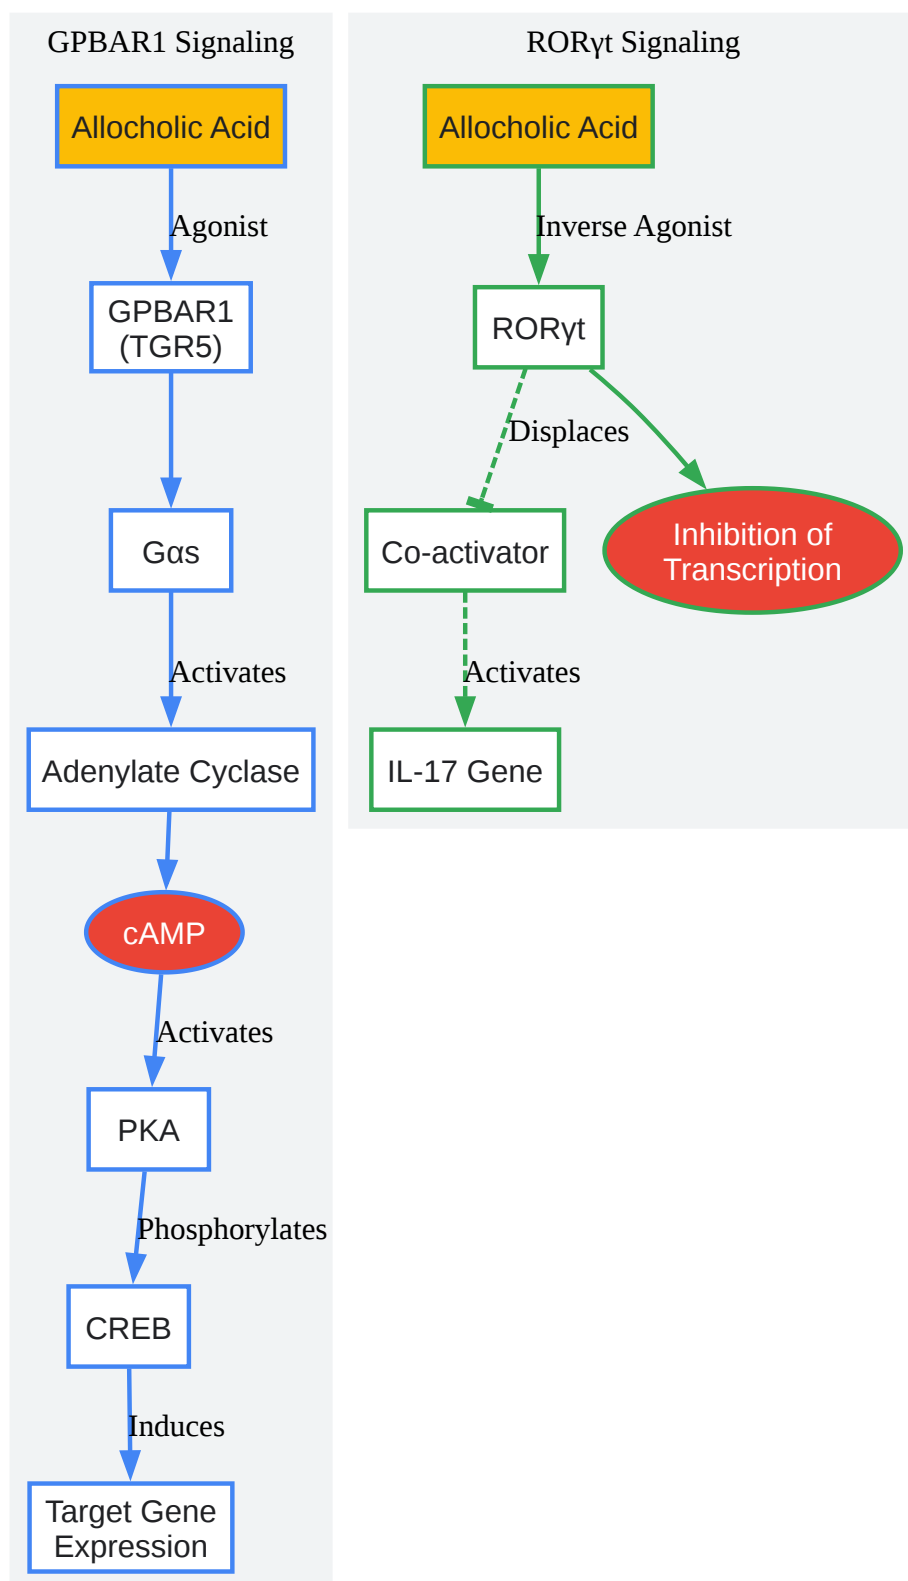 GPBAR1 Signaling
Allocholic Acid
Agonist
GPBAR1
(TGR5)
Gαs
Activates
Adenylate Cyclase
cAMP
Activates
PKA
Phosphorylates
CREB
Induces
Target Gene
Expression
RORγt Signaling
Allocholic Acid
Inverse Agonist
RORγt
Displaces
Co-activator
Inhibition of
Transcription
Activates
IL-17 Gene